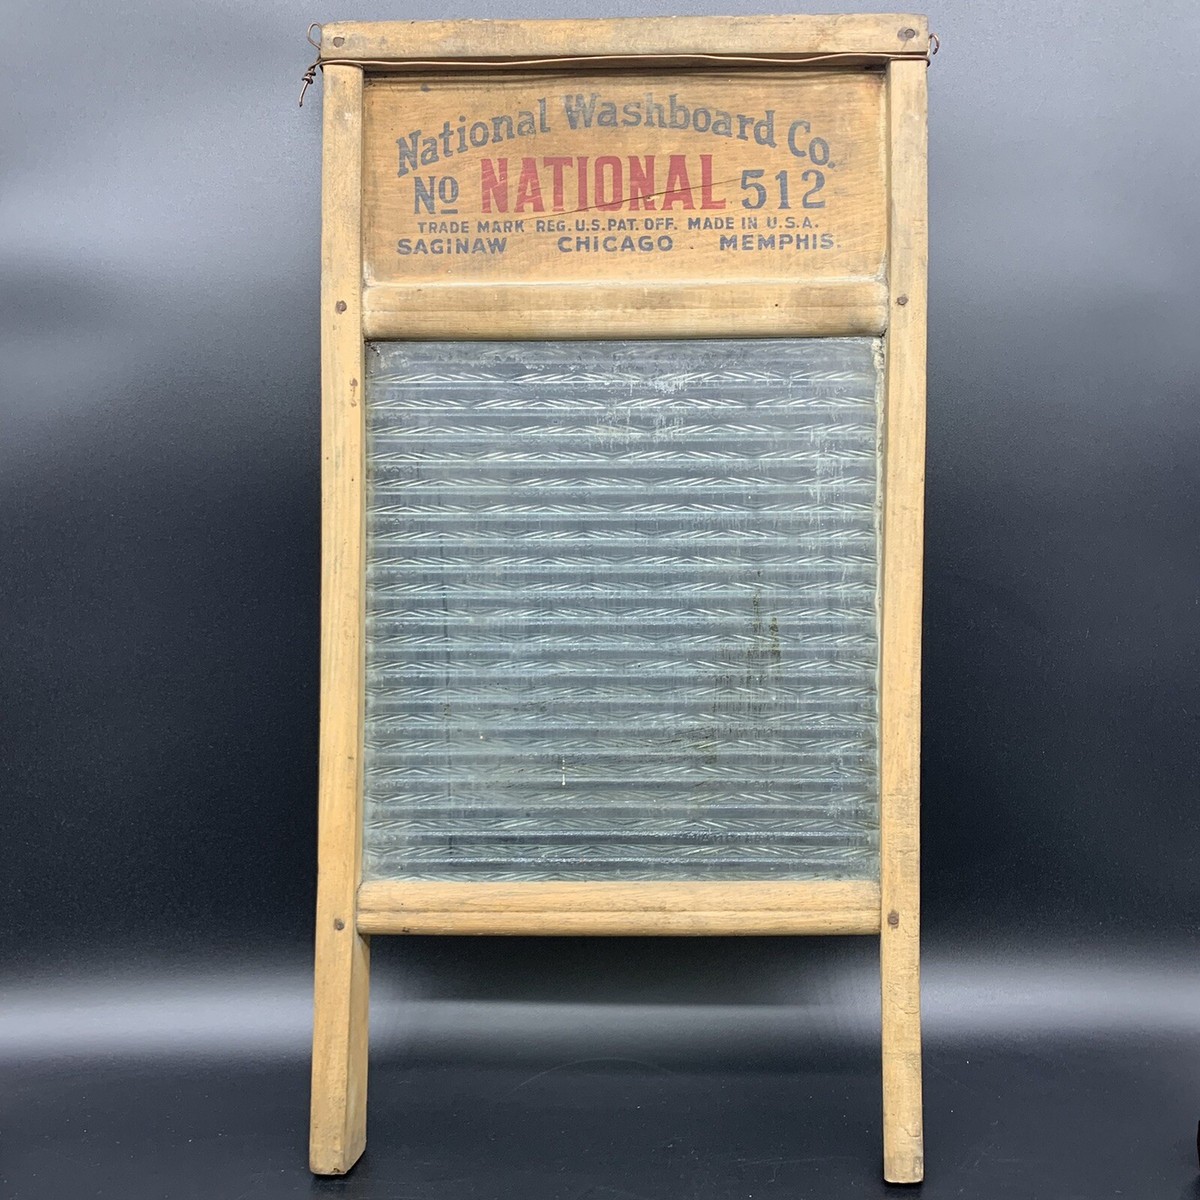 National Washboard Co.
No NATIONAL 512
TRADE MARK REG. U.S. PAT. OFF. MADE IN U.S.A.
SAGINAW CHICAGO MEMPHIS.